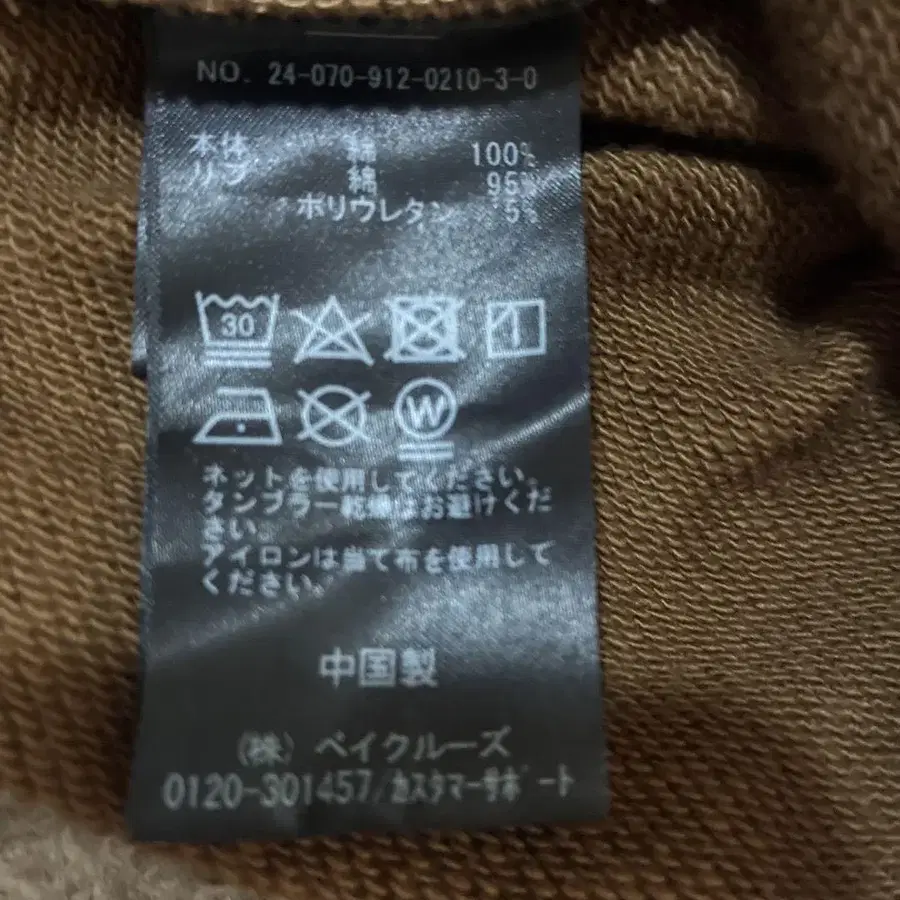 NO. 24-070-912-0210-3-0
本体 綿 100%
リブ 綿 95%
ポリウレタン 5%
30
W
ネットを使用してください。
タンブラー乾燥はお避けくだ
さい。
アイロンは当て布を使用して
ください。
中国製
(株) ベイクルーズ
0120-301457/カスタマーサポート